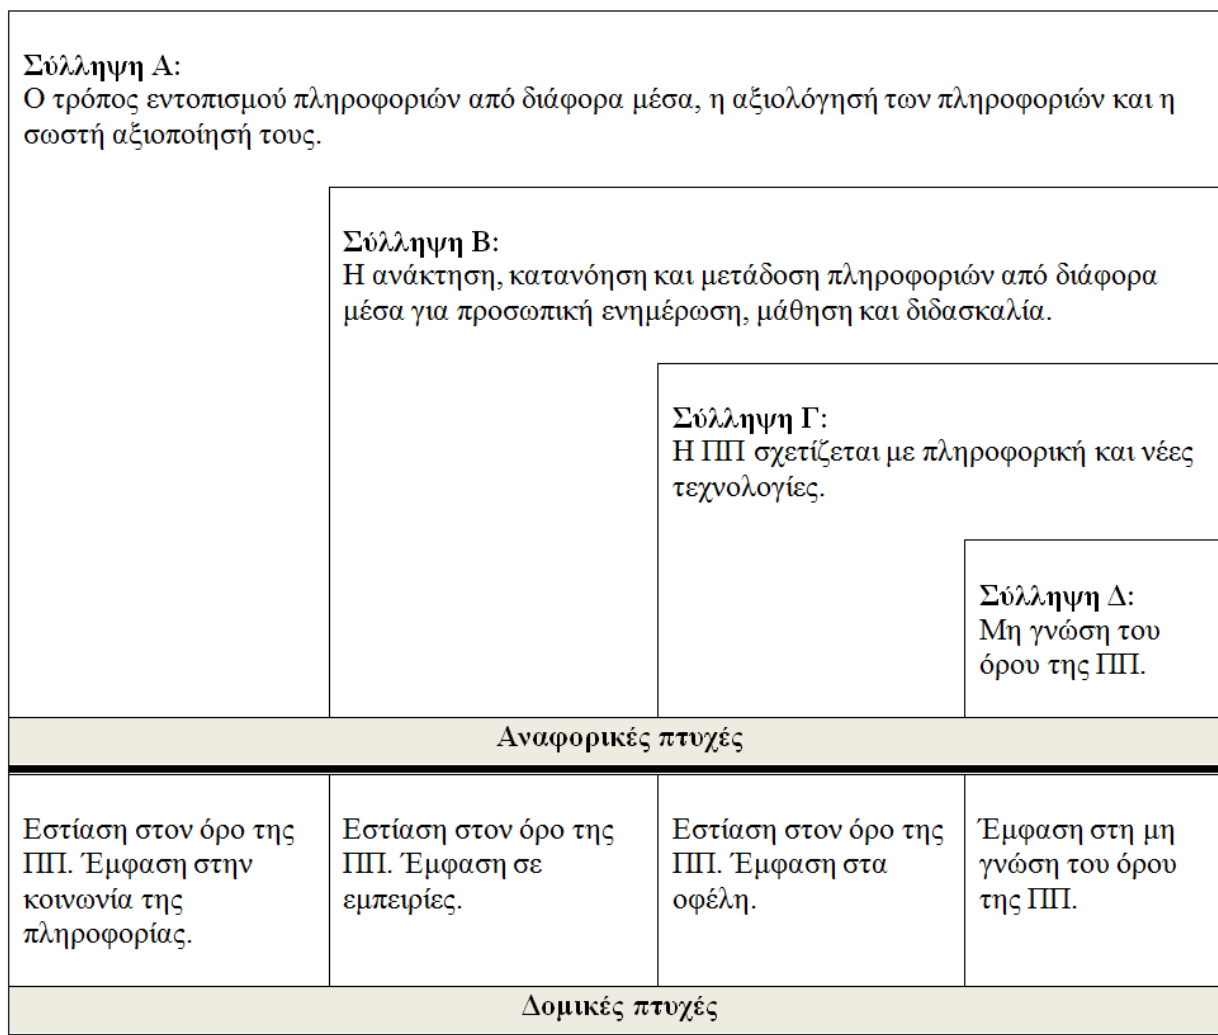 Σύλληψη Α:
Ο τρόπος εντοπισμού πληροφοριών από διάφορα μέσα, η αξιολόγησή των πληροφοριών και η
σωστή αξιοποίησή τους.
Σύλληψη Β:
Η ανάκτηση, κατανόηση και μετάδοση πληροφοριών από διάφορα
μέσα για προσωπική ενημέρωση, μάθηση και διδασκαλία.
Σύλληψη Γ:
Η ΠΠ σχετίζεται με πληροφορική και νέες
τεχνολογίες.
Σύλληψη Δ:
Μη γνώση του
όρου της ΠΠ.
Αναφορικές πτυχές
Εστίαση στον όρο της
ΠΠ. Έμφαση στην
κοινωνία της
πληροφορίας.
Εστίαση στον όρο της
ΠΠ. Έμφαση σε
εμπειρίες.
Εστίαση στον όρο της
ΠΠ. Έμφαση στα
οφέλη.
Έμφαση στη μη
γνώση του όρου
της ΠΠ.
Δομικές πτυχές